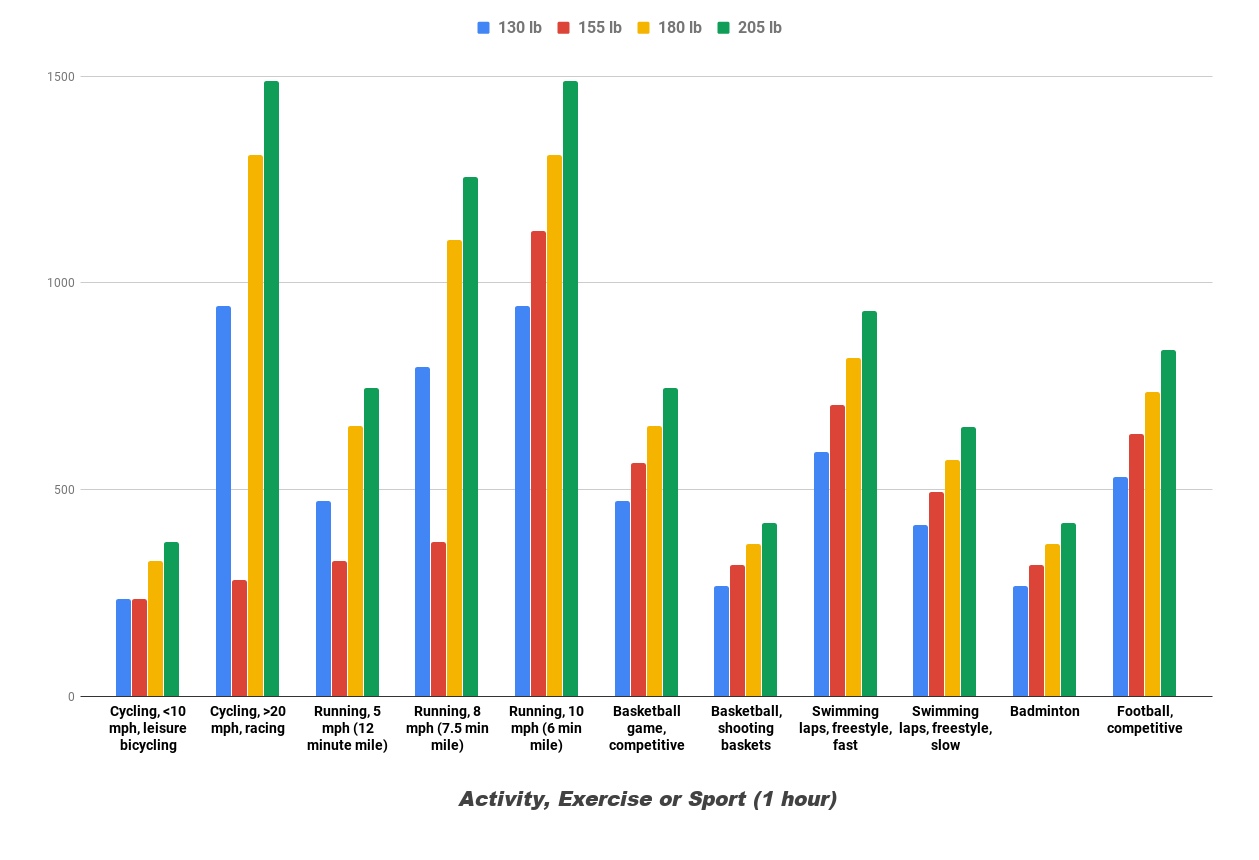 130 lb 155 lb 180 lb 205 lb
1500
1000
500
0
Cycling, <10
mph, leisure
bicycling
Cycling, >20
mph, racing
Running, 5
mph (12
minute mile)
Running, 8
mph (7.5 min
mile)
Running, 10
mph (6 min
mile)
Basketball
game,
competitive
Basketball,
shooting
baskets
Swimming
laps, freestyle,
fast
Swimming
laps, freestyle,
slow
Badminton
Football,
competitive
Activity, Exercise or Sport (1 hour)